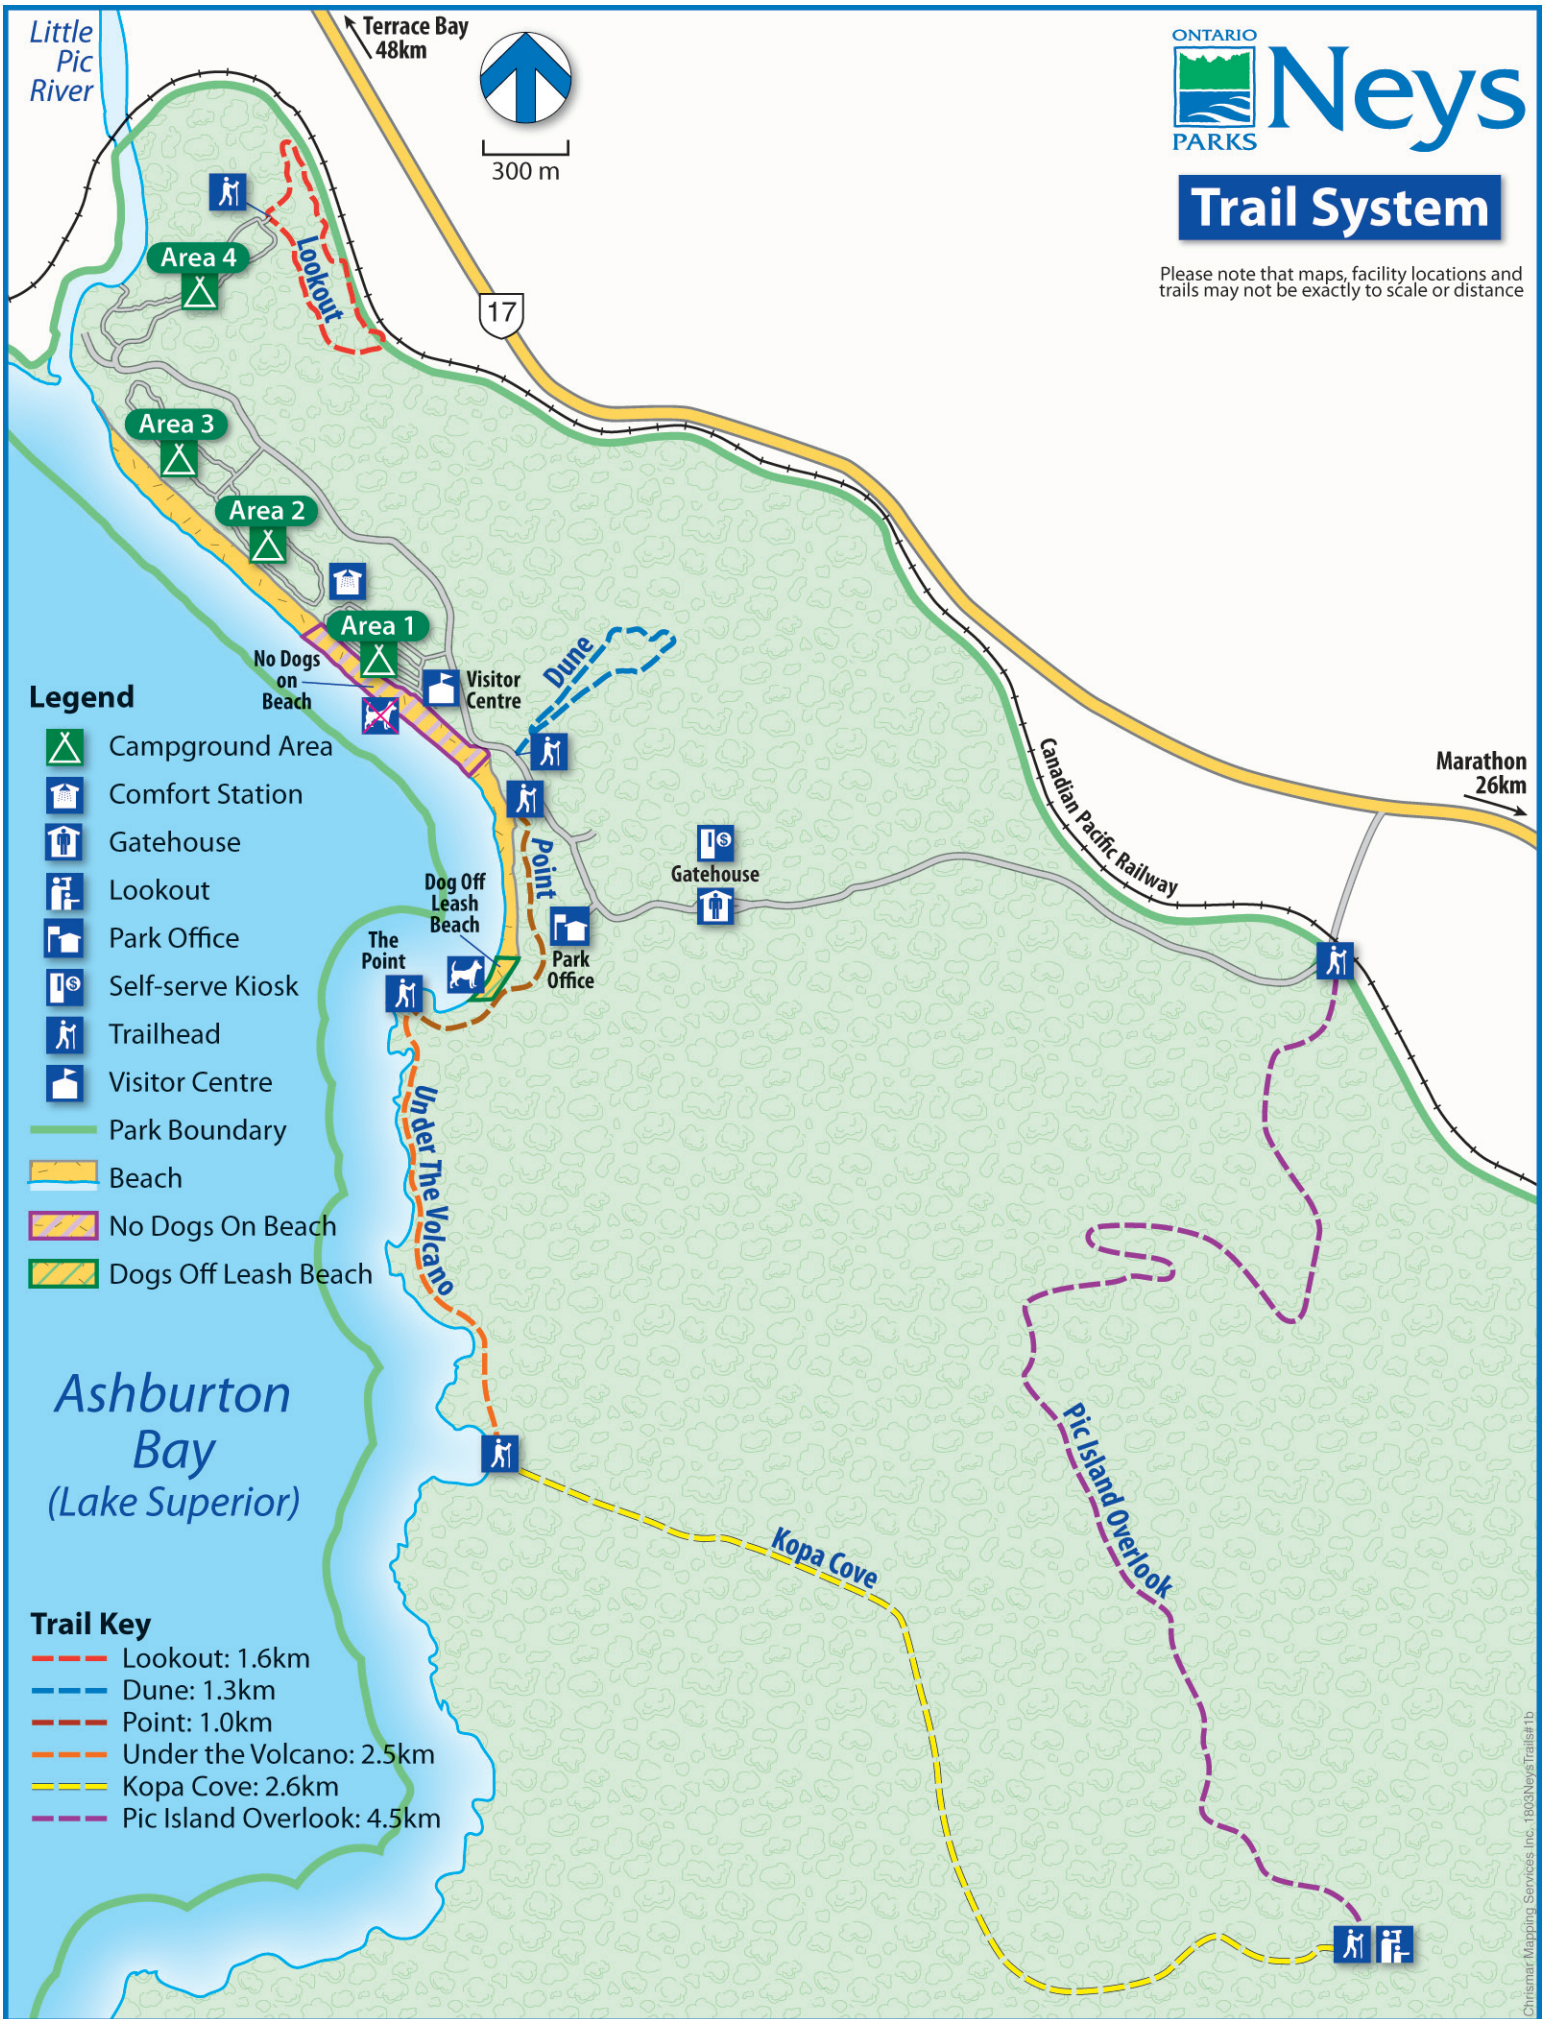 Little
Pic
River
Terrace Bay
48km
300 m
ONTARIO
PARKS
Neys
Trail System
Please note that maps, facility locations and
trails may not be exactly to scale or distance
Area 4
Lookout
17
Area 3
Area 2
Area 1
No Dogs
on
Beach
Visitor
Centre
Dune
Canadian Pacific Railway
Marathon
26km
Point
Gatehouse
Dog Off
Leash
Beach
The
Point
Park
Office
Under The Volcano
Pic Island Overlook
Kopa Cove
Legend
Campground Area
Comfort Station
Gatehouse
Lookout
Park Office
Self-serve Kiosk
Trailhead
Visitor Centre
Park Boundary
Beach
No Dogs On Beach
Dogs Off Leash Beach
Ashburton
Bay
(Lake Superior)
Trail Key
Lookout: 1.6km
Dune: 1.3km
Point: 1.0km
Under the Volcano: 2.5km
Kopa Cove: 2.6km
Pic Island Overlook: 4.5km
Chrismar Mapping Services Inc. 1803NeysTrails#1b